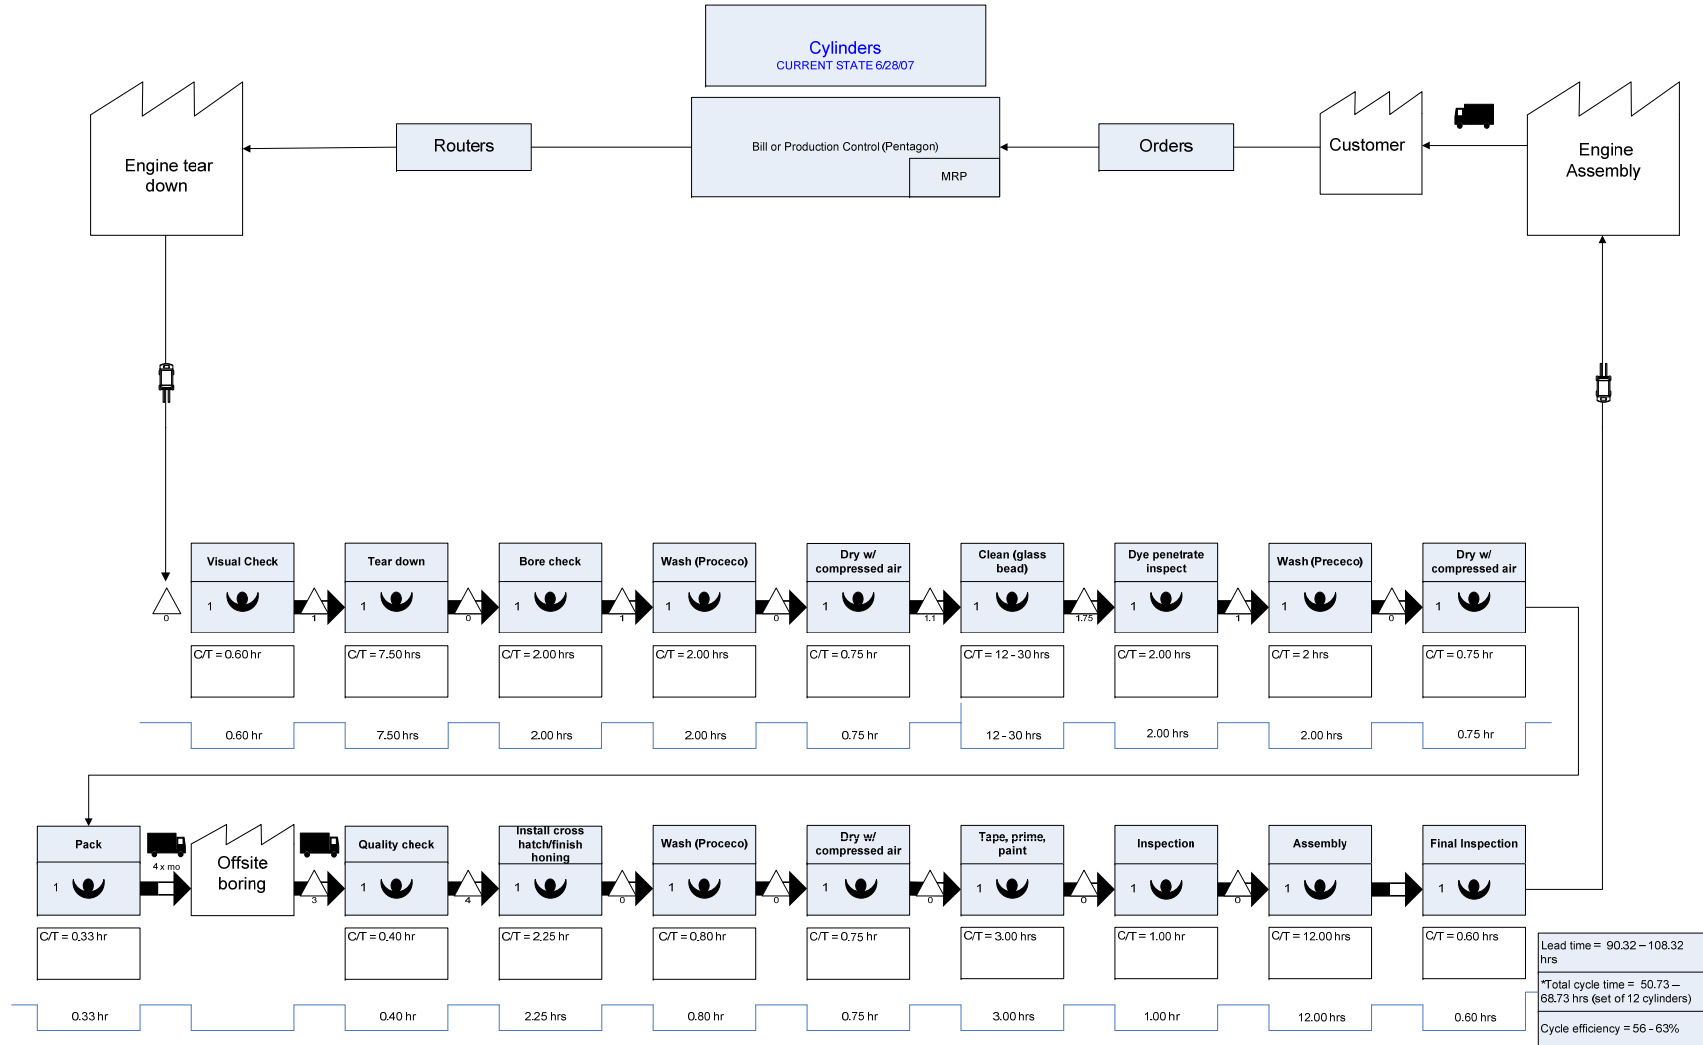 Cylinders
CURRENT STATE 6/28/07
Engine tear
down
Routers
Bill or Production Control (Pentagon)
MRP
Orders
Customer
Engine
Assembly
Visual Check
Tear down
Bore check
Wash (Proceco)
Dry w/
compressed air
Clean (glass
bead)
Dye penetrate
inspect
Wash (Prececo)
Dry w/
compressed air
0
1
1
1
0
1
1
1
1
0
1
1.1
1
1.75
1
1
1
0
1
C/T = 0.60 hr
C/T = 7.50 hrs
C/T = 2.00 hrs
C/T = 2.00 hrs
C/T = 0.75 hr
C/T = 12 - 30 hrs
C/T = 2.00 hrs
C/T = 2 hrs
C/T = 0.75 hr
0.60 hr
7.50 hrs
2.00 hrs
2.00 hrs
0.75 hr
12 - 30 hrs
2.00 hrs
2.00 hrs
0.75 hr
Pack
4 x mo
Offsite
boring
Quality check
Install cross
hatch/finish
honing
Wash (Proceco)
Dry w/
compressed air
Tape, prime,
paint
Inspection
Assembly
Final Inspection
1
3
1
4
1
0
1
0
1
0
1
0
1
0
1
1
C/T = 0.33 hr
C/T = 0.40 hr
C/T = 2.25 hr
C/T = 0.80 hr
C/T = 0.75 hr
C/T = 3.00 hrs
C/T = 1.00 hr
C/T = 12.00 hrs
C/T = 0.60 hrs
0.33 hr
0.40 hr
2.25 hrs
0.80 hr
0.75 hr
3.00 hrs
1.00 hr
12.00 hrs
0.60 hrs
Lead time = 90.32 – 108.32
hrs
*Total cycle time = 50.73 –
68.73 hrs (set of 12 cylinders)
Cycle efficiency = 56 - 63%